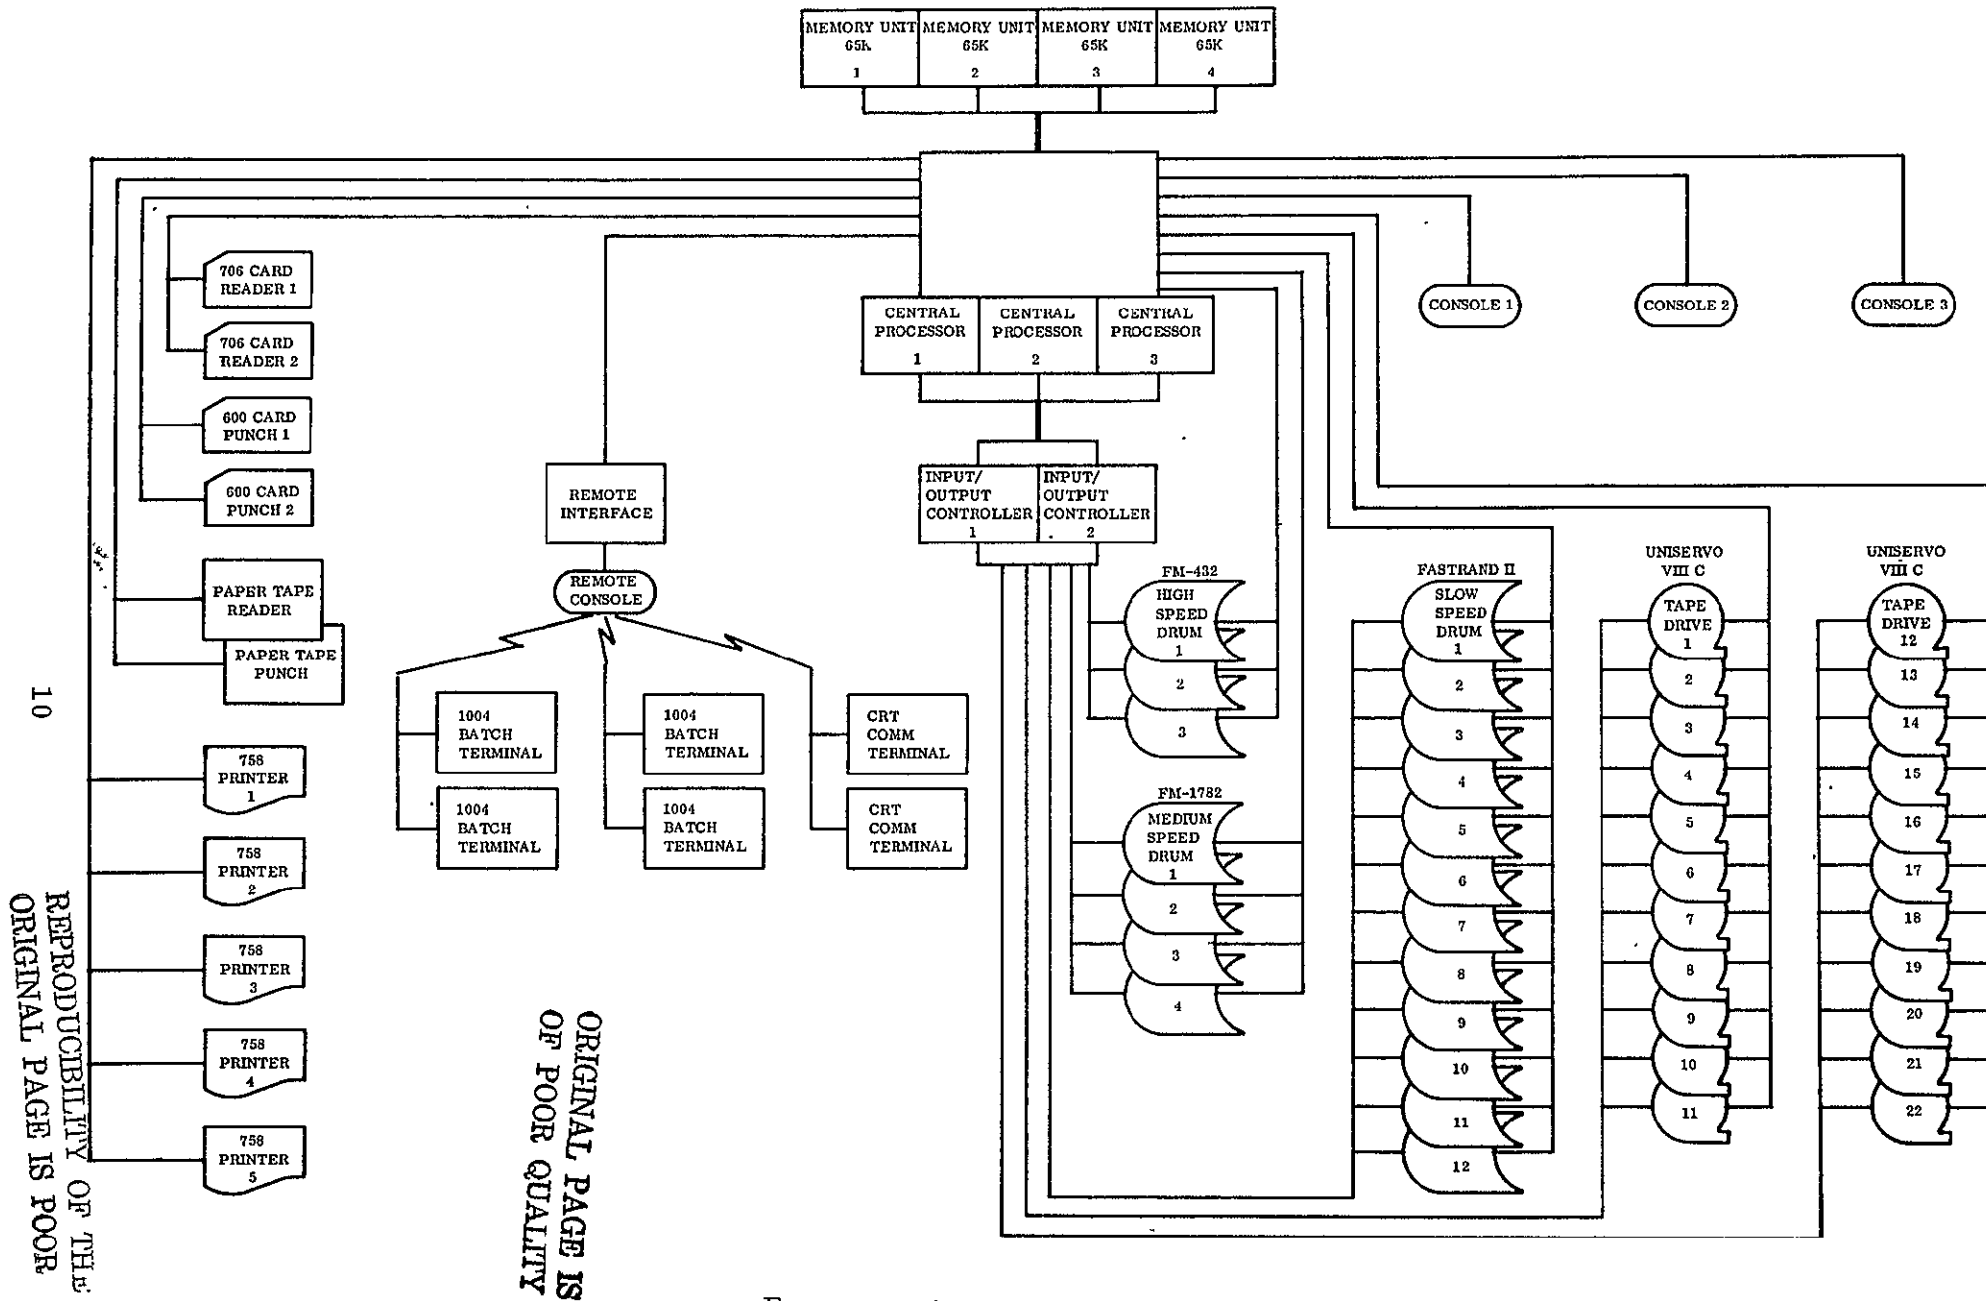 MEMORY UNIT
65K
1
MEMORY UNIT
65K
2
MEMORY UNIT
65K
3
MEMORY UNIT
65K
4
706 CARD
READER 1
706 CARD
READER 2
600 CARD
PUNCH 1
600 CARD
PUNCH 2
PAPER TAPE
READER
PAPER TAPE
PUNCH
758
PRINTER
1
758
PRINTER
2
758
PRINTER
3
758
PRINTER
4
758
PRINTER
5
REMOTE
INTERFACE
REMOTE
CONSOLE
1004
BATCH
TERMINAL
1004
BATCH
TERMINAL
CRT
COMM
TERMINAL
1004
BATCH
TERMINAL
1004
BATCH
TERMINAL
CRT
COMM
TERMINAL
CENTRAL
PROCESSOR
1
CENTRAL
PROCESSOR
2
CENTRAL
PROCESSOR
3
INPUT/
OUTPUT
CONTROLLER
1
INPUT/
OUTPUT
CONTROLLER
2
CONSOLE 1
CONSOLE 2
CONSOLE 3
FM-432
HIGH
SPEED
DRUM
1
2
3
FM-1782
MEDIUM
SPEED
DRUM
1
2
3
4
FASTRAND II
SLOW
SPEED
DRUM
1
2
3
4
5
6
7
8
9
10
11
12
UNISERVO
VIII C
TAPE
DRIVE
1
2
3
4
5
6
7
8
9
10
11
UNISERVO
VIII C
TAPE
DRIVE
12
13
14
15
16
17
18
19
20
21
22
10
REPRODUCIBILITY OF THE
ORIGINAL PAGE IS POOR
ORIGINAL PAGE IS
OF POOR QUALITY